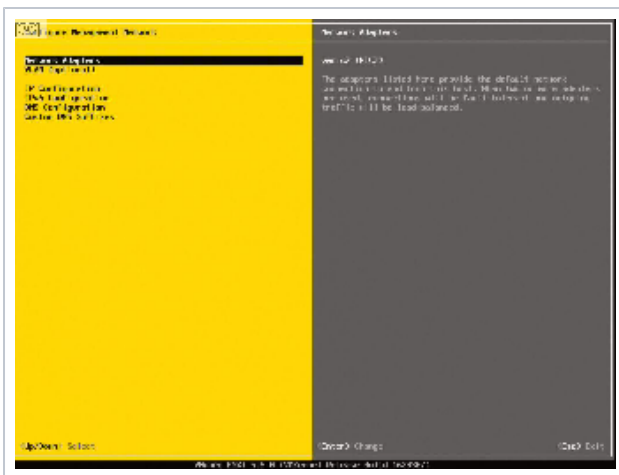 Configure Management Network
Network Adapters
Network Adapters
VLAN (optional)
IP Configuration
IPv6 Configuration
DNS Configuration
Custom DNS Suffixes
The adapters listed here provide the default network
connection to and from this host. When two or more adapters
are used, connections will be fault-tolerant and outgoing
traffic will be load-balanced.
<Up/Down> Select
<Enter> Change
<Esc> Exit
VMware ESXi